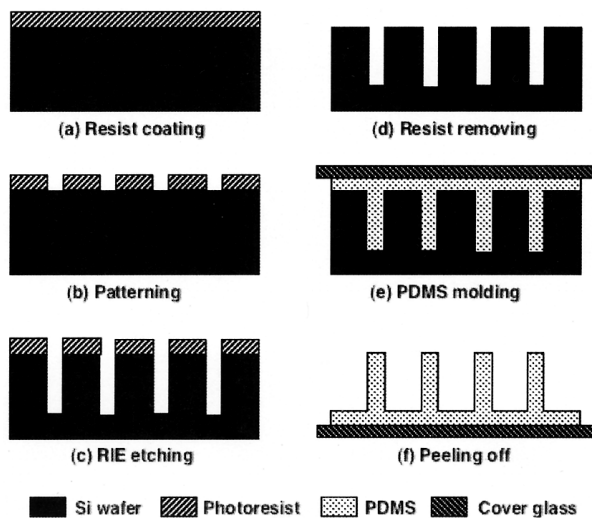 (a) Resist coating
(b) Patterning
(c) RIE etching
(d) Resist removing
(e) PDMS molding
(f) Peeling off
Si wafer Photoresist PDMS Cover glass